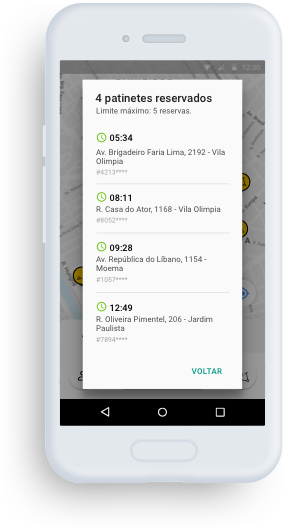 12:30
4 patinetes reservados
Limite máximo: 5 reservas.
05:34
Av. Brigadeiro Faria Lima, 2192 - Vila
Olimpia
#4213****
08:11
R. Casa do Ator, 1168 - Vila Olimpia
#8052****
09:28
Av. República do Líbano, 1154 -
Moema
#1057****
12:49
R. Oliveira Pimentel, 206 - Jardim
Paulista
#7894****
VOLTAR